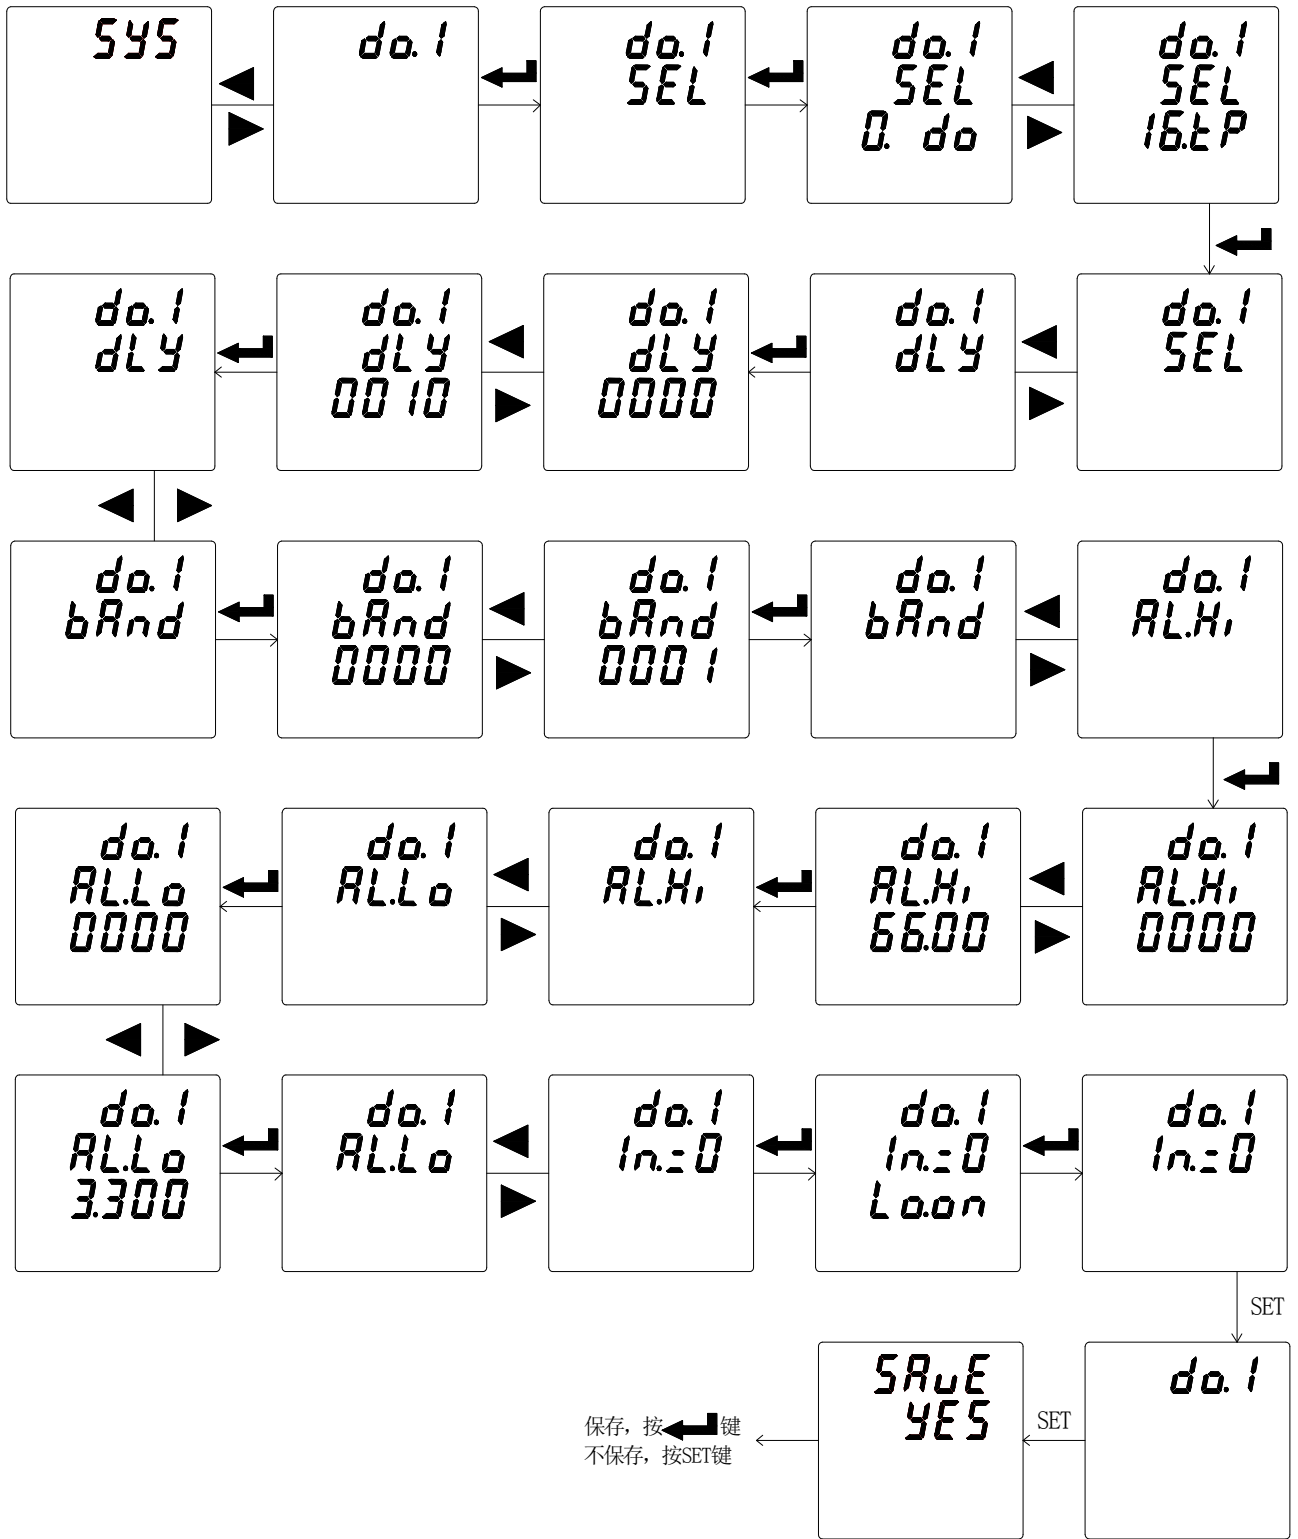 SYS
do.1
do.1
SEL
do.1
SEL
0. do
do.1
SEL
16.tP
do.1
dLY
do.1
dLY
0010
do.1
dLY
0000
do.1
dLY
do.1
SEL
do.1
bAnd
do.1
bAnd
0000
do.1
bAnd
0001
do.1
bAnd
do.1
AL.Hi
do.1
AL.Lo
0000
do.1
AL.Lo
do.1
AL.Hi
do.1
AL.Hi
66.00
do.1
AL.Hi
0000
do.1
AL.Lo
3.300
do.1
AL.Lo
do.1
In.=0
do.1
In.=0
Lo.on
do.1
In.=0
SET
SAvE
YES
SET
do.1
保存，按键
不保存，按SET键